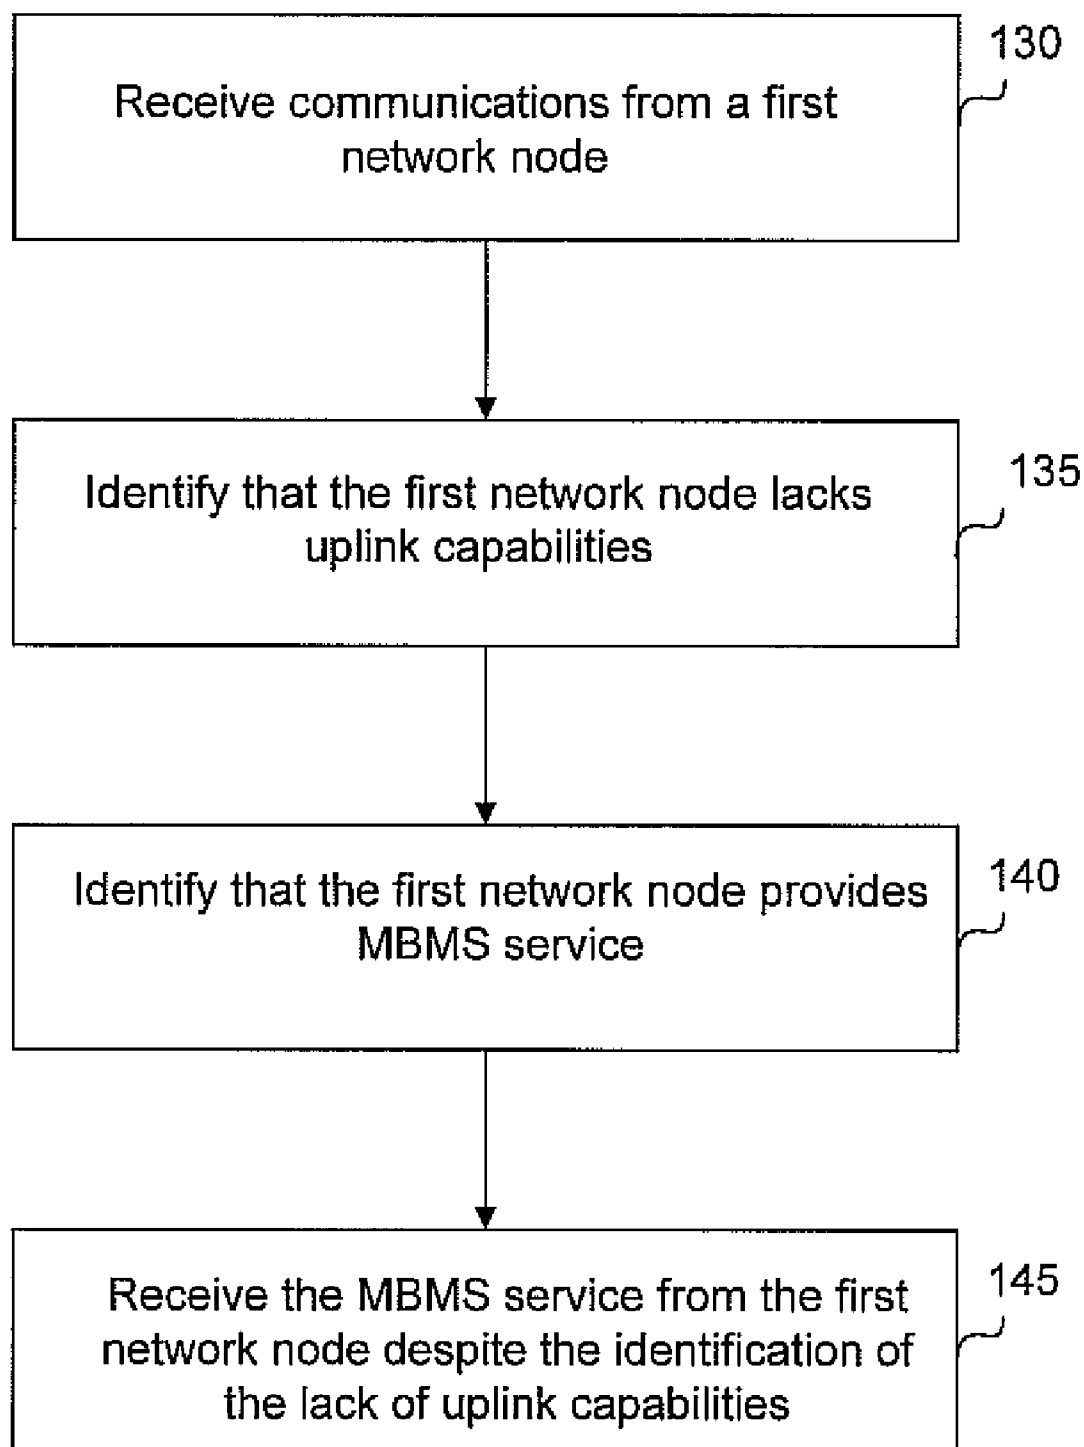 130
Receive communications from a first
network node
135
Identify that the first network node lacks
uplink capabilities
140
Identify that the first network node provides
MBMS service
145
Receive the MBMS service from the first
network node despite the identification of
the lack of uplink capabilities